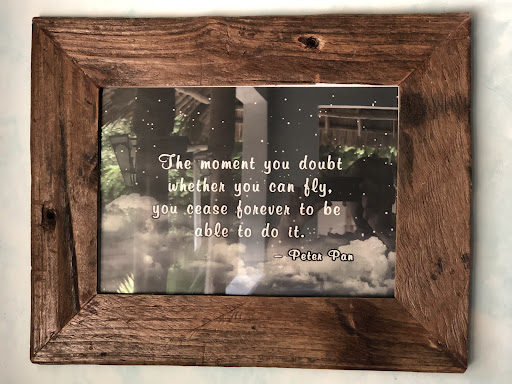 The moment you doubt
whether you can fly,
you cease forever to be
able to do it.
– Peter Pan